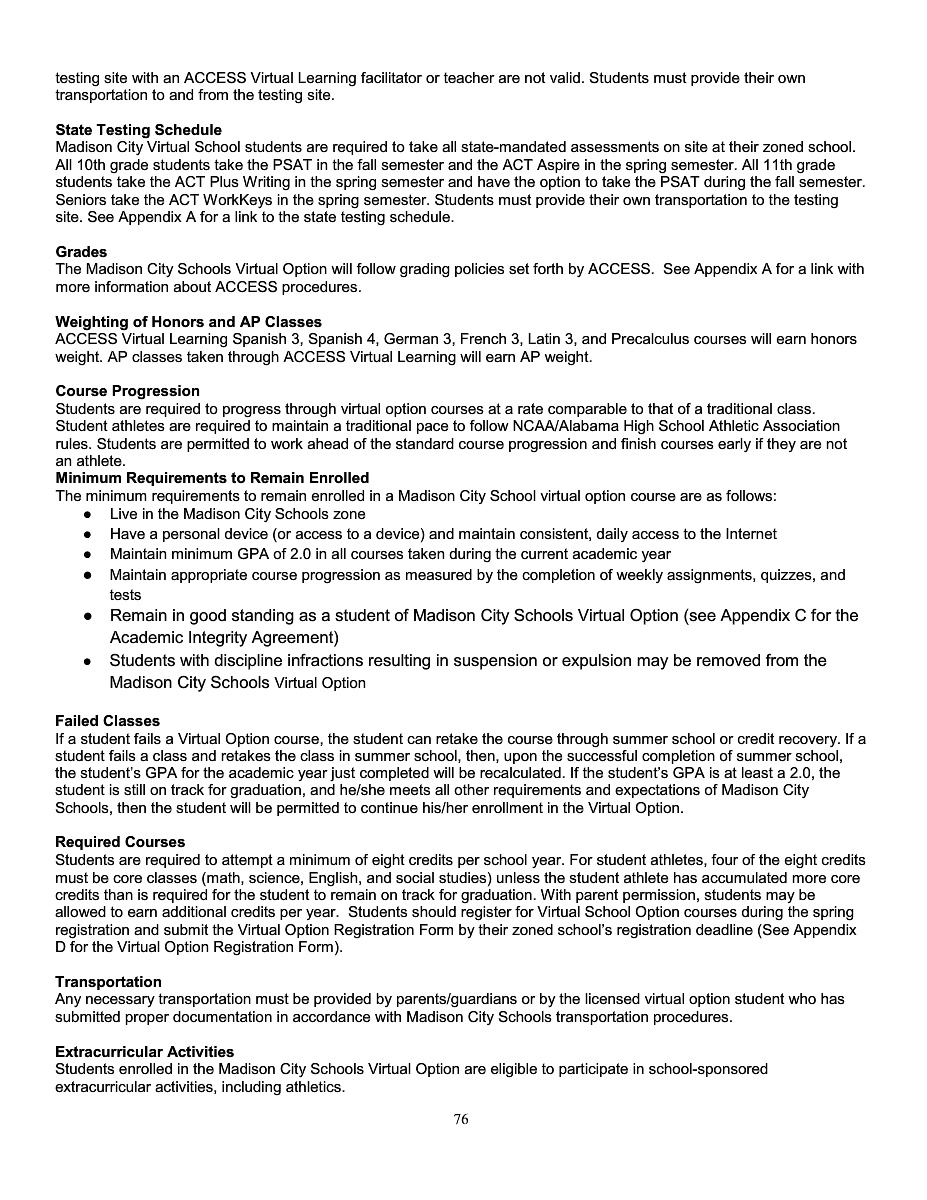 testing site with an ACCESS Virtual Learning facilitator or teacher are not valid. Students must provide their own
transportation to and from the testing site.
State Testing Schedule
Madison City Virtual School students are required to take all state-mandated assessments on site at their zoned school.
All 10th grade students take the PSAT in the fall semester and the ACT Aspire in the spring semester. All 11th grade
students take the ACT Plus Writing in the spring semester and have the option to take the PSAT during the fall semester.
Seniors take the ACT WorkKeys in the spring semester. Students must provide their own transportation to the testing
site. See Appendix A for a link to the state testing schedule.
Grades
The Madison City Schools Virtual Option will follow grading policies set forth by ACCESS.  See Appendix A for a link with
more information about ACCESS procedures.
Weighting of Honors and AP Classes
ACCESS Virtual Learning Spanish 3, Spanish 4, German 3, French 3, Latin 3, and Precalculus courses will earn honors
weight. AP classes taken through ACCESS Virtual Learning will earn AP weight.
Course Progression
Students are required to progress through virtual option courses at a rate comparable to that of a traditional class.
Student athletes are required to maintain a traditional pace to follow NCAA/Alabama High School Athletic Association
rules. Students are permitted to work ahead of the standard course progression and finish courses early if they are not
an athlete.
Minimum Requirements to Remain Enrolled
The minimum requirements to remain enrolled in a Madison City School virtual option course are as follows:
● Live in the Madison City Schools zone
● Have a personal device (or access to a device) and maintain consistent, daily access to the Internet
● Maintain minimum GPA of 2.0 in all courses taken during the current academic year
● Maintain appropriate course progression as measured by the completion of weekly assignments, quizzes, and
tests
● Remain in good standing as a student of Madison City Schools Virtual Option (see Appendix C for the
Academic Integrity Agreement)
● Students with discipline infractions resulting in suspension or expulsion may be removed from the
Madison City Schools Virtual Option
Failed Classes
If a student fails a Virtual Option course, the student can retake the course through summer school or credit recovery. If a
student fails a class and retakes the class in summer school, then, upon the successful completion of summer school,
the student’s GPA for the academic year just completed will be recalculated. If the student’s GPA is at least a 2.0, the
student is still on track for graduation, and he/she meets all other requirements and expectations of Madison City
Schools, then the student will be permitted to continue his/her enrollment in the Virtual Option.
Required Courses
Students are required to attempt a minimum of eight credits per school year. For student athletes, four of the eight credits
must be core classes (math, science, English, and social studies) unless the student athlete has accumulated more core
credits than is required for the student to remain on track for graduation. With parent permission, students may be
allowed to earn additional credits per year.  Students should register for Virtual School Option courses during the spring
registration and submit the Virtual Option Registration Form by their zoned school’s registration deadline (See Appendix
D for the Virtual Option Registration Form).
Transportation
Any necessary transportation must be provided by parents/guardians or by the licensed virtual option student who has
submitted proper documentation in accordance with Madison City Schools transportation procedures.
Extracurricular Activities
Students enrolled in the Madison City Schools Virtual Option are eligible to participate in school-sponsored
extracurricular activities, including athletics.
76